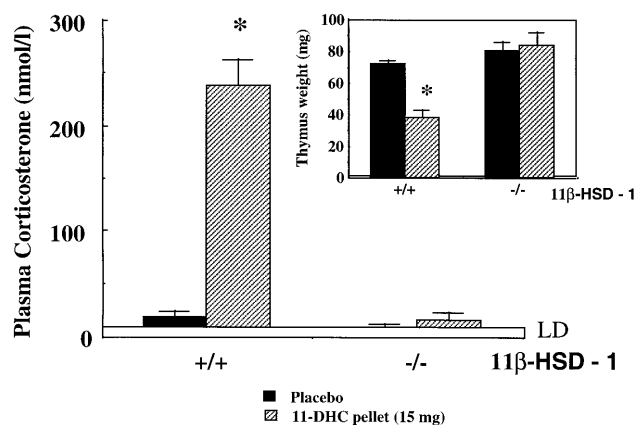 300
200
100
0
Plasma Corticosterone (nmol/l)
*
+/+
-/-
11β-HSD - 1
LD
100
80
60
40
20
0
Thymus weight (mg)
*
+/+
-/-
11β-HSD - 1
Placebo
11-DHC pellet (15 mg)